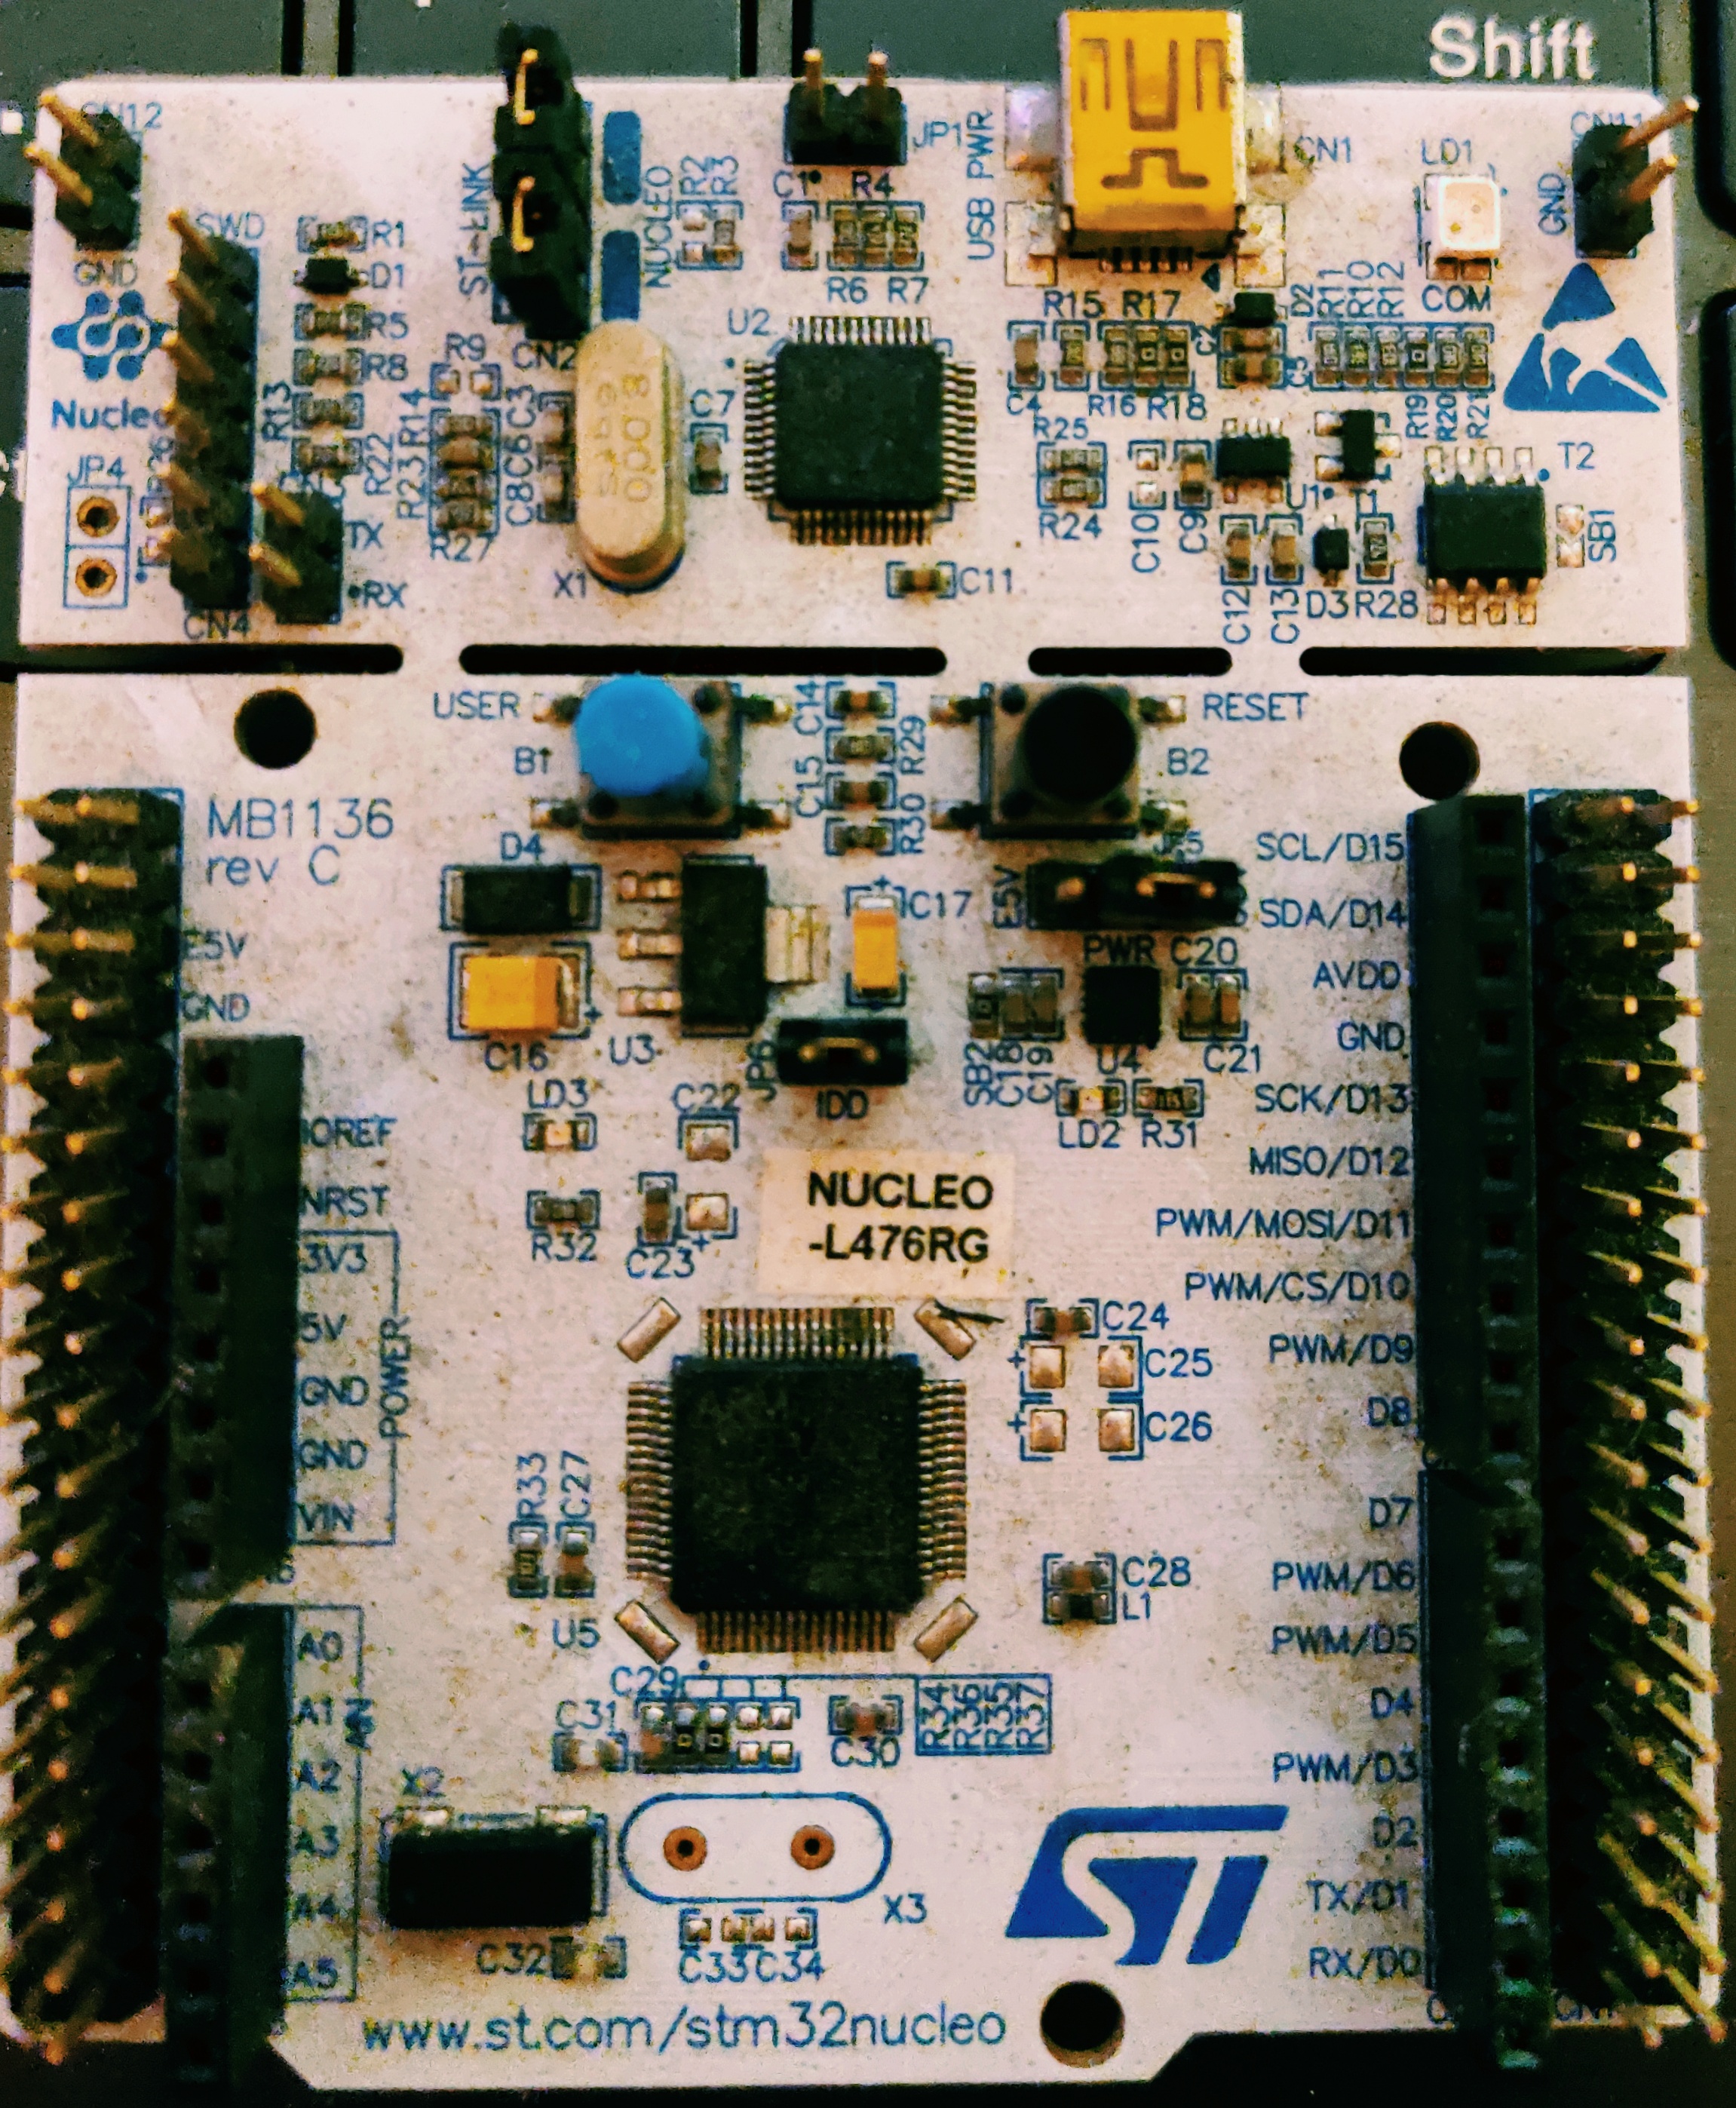 Shift
CN12
JP1
USB PWR
CN1
LD1
CN11
GND
ST-LINK
NUCLEO
R2
R3
C1
R4
SWD
R1
GND
D1
R6 R7
COM
R5
U2
R15 R17
D2
R11
R10
R12
R8
R9
CN2
C7
C4
R16 R18
R19
R20
R21
R13
R14
C3
Nucleo
JP4
R22
R23
C8
C6
R25
R24
C10
C9
U1
T1
T2
SB1
TX
R27
X1
C11
RX
CN4
C12
C13
D3
R28
USER
B1
C14
R29
C15
R30
RESET
B2
MB1136
rev C
D4
C17
E5V
JP5
SCL/D15
SDA/D14
PWR C20
E5V
GND
AVDD
GND
C16
U3
JP6
IDD
SB2
C18
C19
U4
C21
LD3
C22
LD2 R31
SCK/D13
IOREF
MISO/D12
NRST
R32
C23
NUCLEO
-L476RG
PWM/MOSI/D11
3V3
PWM/CS/D10
5V
C24
PWM/D9
GND
POWER
C25
D8
GND
C26
VIN
R33
C27
D7
C28
L1
PWM/D6
U5
PWM/D5
A0
C29
A1
C31
C30
R34
R36
R35
R37
D4
A2
X2
PWM/D3
A3
D2
A4
X3
ST
TX/D1
A5
C32
C33 C34
RX/D0
www.st.com/stm32nucleo